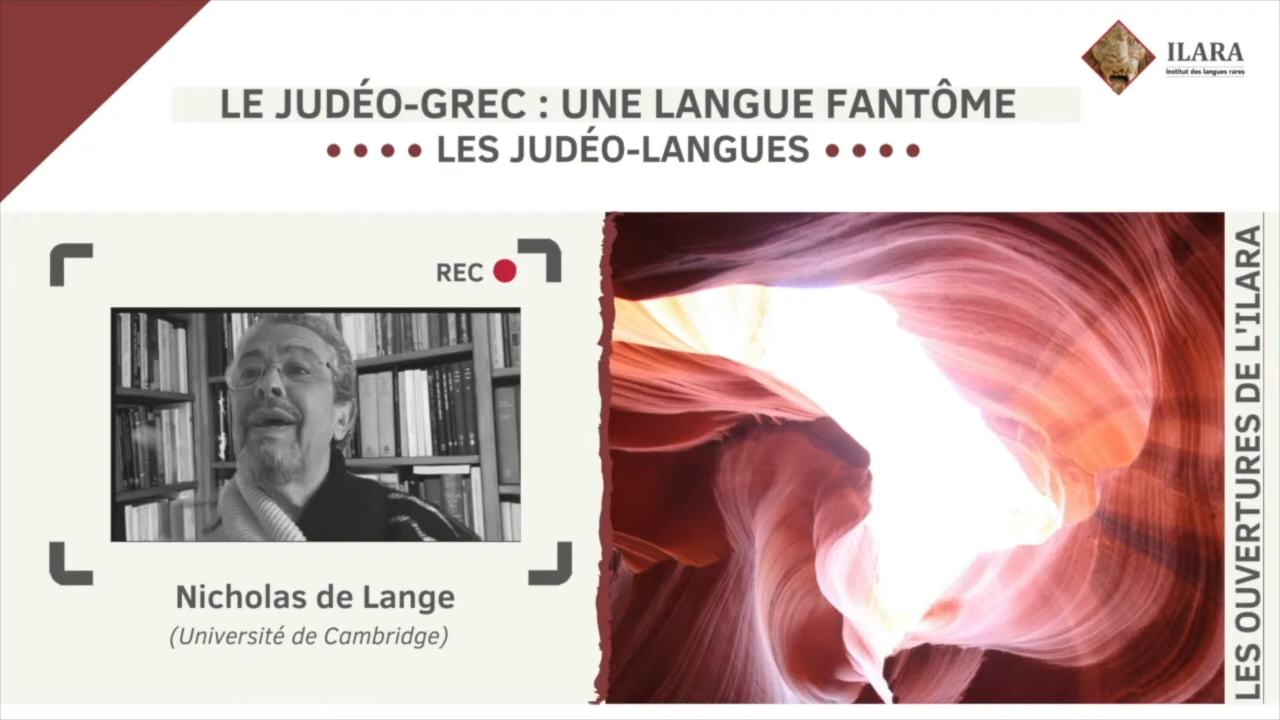 ILARA
Institut des langues rares
LE JUDÉO-GREC : UNE LANGUE FANTÔME
LES JUDÉO-LANGUES
REC
Nicholas de Lange
(Université de Cambridge)
LES OUVERTURES DE L'ILARA